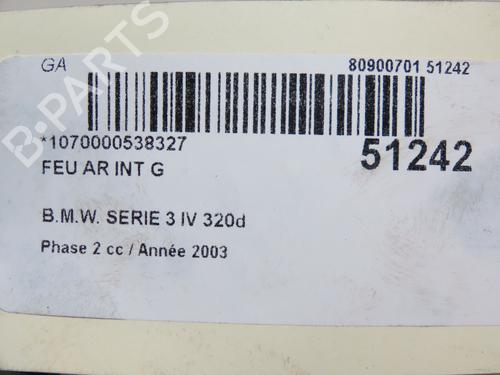 GA 80900701 51242
*1070000538327 51242
FEU AR INT G
B.M.W. SERIE 3 IV 320d
Phase 2 cc / Année 2003
B-PARTS